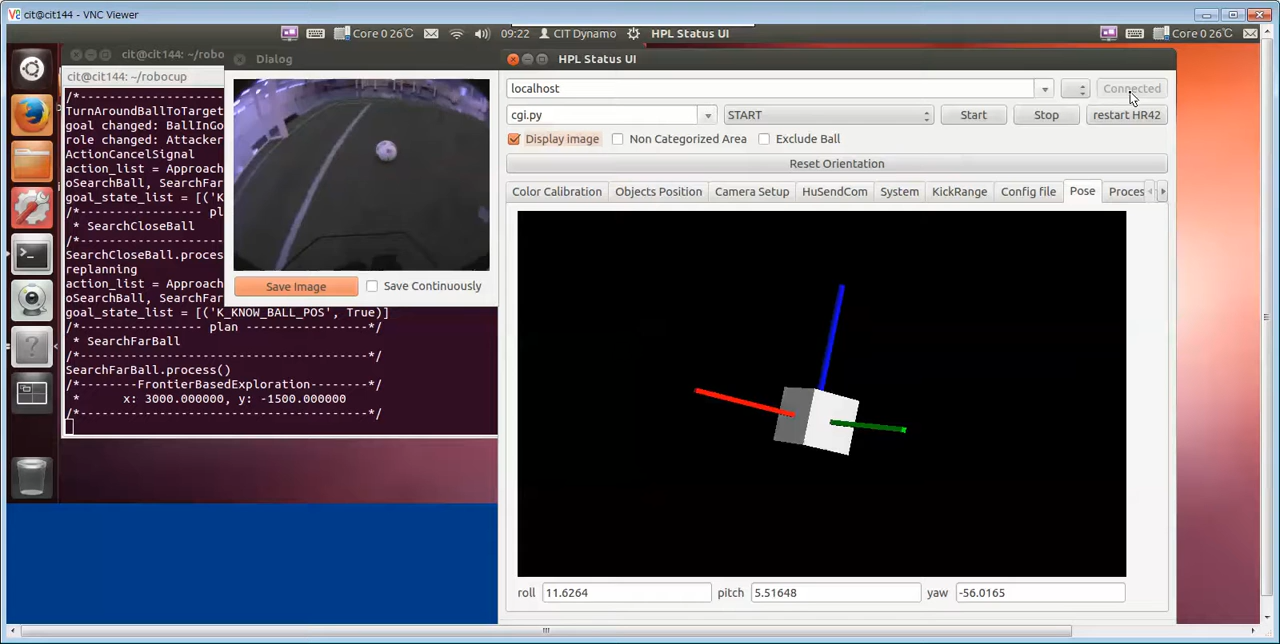 cit@cit144 - VNC Viewer
Core 0 26°C
09:22
CIT Dynamo
HPL Status UI
Core 0 26°C
cit@cit144: ~/robo
cit@cit144: ~/robocup
/*-
TurnAroundBallToTarget
goal changed: BallInGo
role changed: Attacker
ActionCancelSignal
action_list = Approach
oSearchBall, SearchFar
goal_state_list = [('K
/*---------------- pla
* SearchCloseBall
/*--------------------
SearchCloseBall.proces
replanning
action_list = Approach
oSearchBall, SearchFar
goal_state_list = [('K_KNOW_BALL_POS', True)]
/*---------------- plan ----------------*/
* SearchFarBall
/*--------------------------------------*/
SearchFarBall.process()
/*--------FrontierBasedExploration--------*/
* x: 3000.000000, y: -1500.000000
/*--------------------------------------*/
Dialog
Save Image
Save Continuously
HPL Status UI
localhost
Connected
cgi.py
START
Start
Stop
restart HR42
Display image
Non Categorized Area
Exclude Ball
Reset Orientation
Color Calibration
Objects Position
Camera Setup
HuSendCom
System
KickRange
Config file
Pose
Proces
roll 11.6264 pitch 5.51648 yaw -56.0165